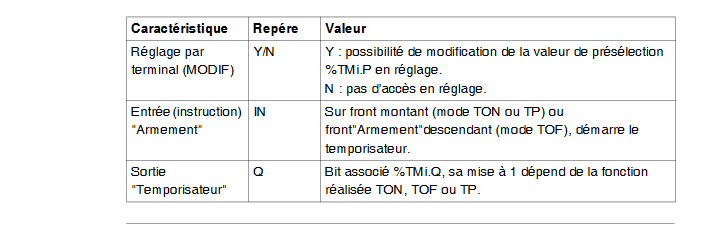 Caractéristique Repére Valeur
Réglage par Y/N Y : possibilité de modification de la valeur de présélection
terminal (MODIF) %TMi.P en réglage.
N : pas d'accès en réglage.
Entrée (instruction) IN Sur front montant (mode TON ou TP) ou
"Armement" front"Armement"descendant (mode TOF), démarre le
temporisateur.
Sortie Q Bit associé %TMi.Q, sa mise à 1 dépend de la fonction
"Temporisateur" réalisée TON, TOF ou TP.